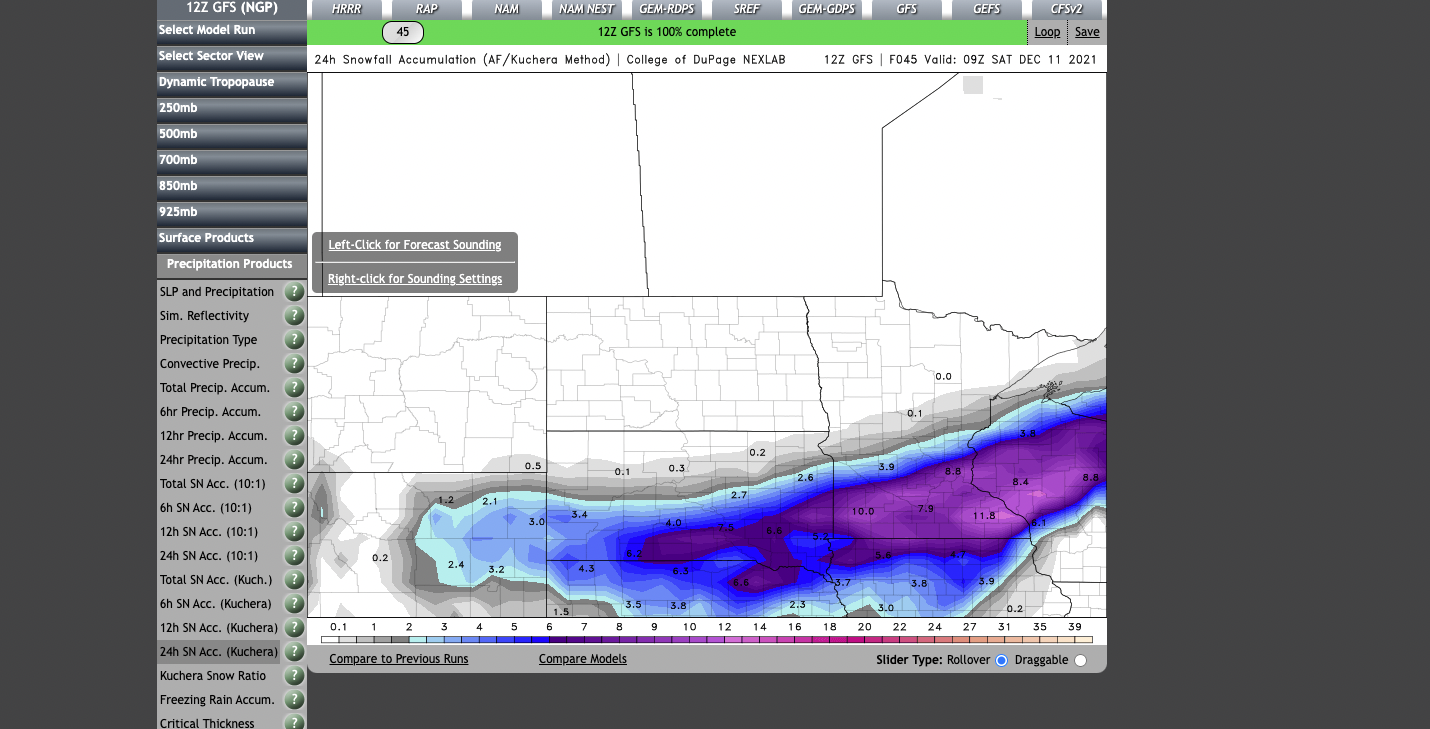 12Z GFS (NGP)
HRRR RAP NAM NAM NEST GEM-RDPS SREF GEM-GDPS GFS GEFS CFSv2
Select Model Run
45
12Z GFS is 100% complete
Loop
Save
Select Sector View
24h Snowfall Accumulation (AF/Kuchera Method) | College of DuPage NEXLAB
12Z GFS | F045 Valid: 09Z SAT DEC 11 2021
Dynamic Tropopause
250mb
500mb
700mb
850mb
925mb
Surface Products
Precipitation Products
Left-Click for Forecast Sounding
Right-click for Sounding Settings
SLP and Precipitation ?
Sim. Reflectivity ?
Precipitation Type ?
Convective Precip. ?
Total Precip. Accum. ?
6hr Precip. Accum. ?
12hr Precip. Accum. ?
24hr Precip. Accum. ?
Total SN Acc. (10:1) ?
6h SN Acc. (10:1) ?
12h SN Acc. (10:1) ?
24h SN Acc. (10:1) ?
Total SN Acc. (Kuch.) ?
6h SN Acc. (Kuchera) ?
12h SN Acc. (Kuchera) ?
24h SN Acc. (Kuchera) ?
Kuchera Snow Ratio ?
Freezing Rain Accum. ?
Critical Thickness ?
0.0
0.1
3.8
0.2
0.5 0.1 0.3 3.9 8.8
2.6 8.4 8.8
1.2 2.1 2.7
3.0 3.4 4.0 7.5 10.0 7.9 11.8 6.1
6.6 5.2
0.2 6.2 5.6 4.7
2.4 3.2 4.3 6.3
6.6 3.7 3.8 3.9
1.5 3.5 3.8 2.3 3.0 0.2
0.1 1 2 3 4 5 6 7 8 9 10 12 14 16 18 20 22 24 27 31 35 39
Compare to Previous Runs
Compare Models
Slider Type: Rollover Draggable